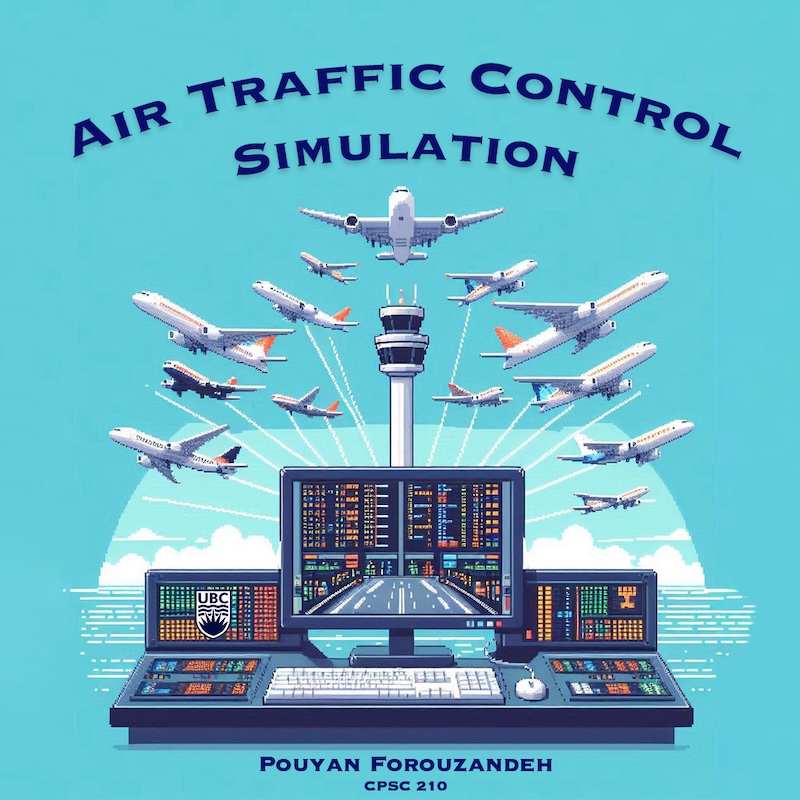 Air Traffic Control
Simulation
UBC
Pouyan Forouzandeh
CPSC 210